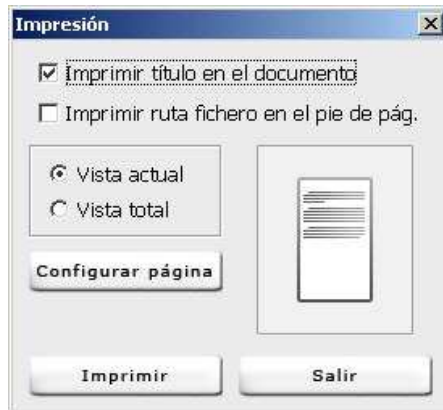 Impresión
Imprimir título en el documento
Imprimir ruta fichero en el pie de pág.
Vista actual
Vista total
Configurar página
Imprimir
Salir